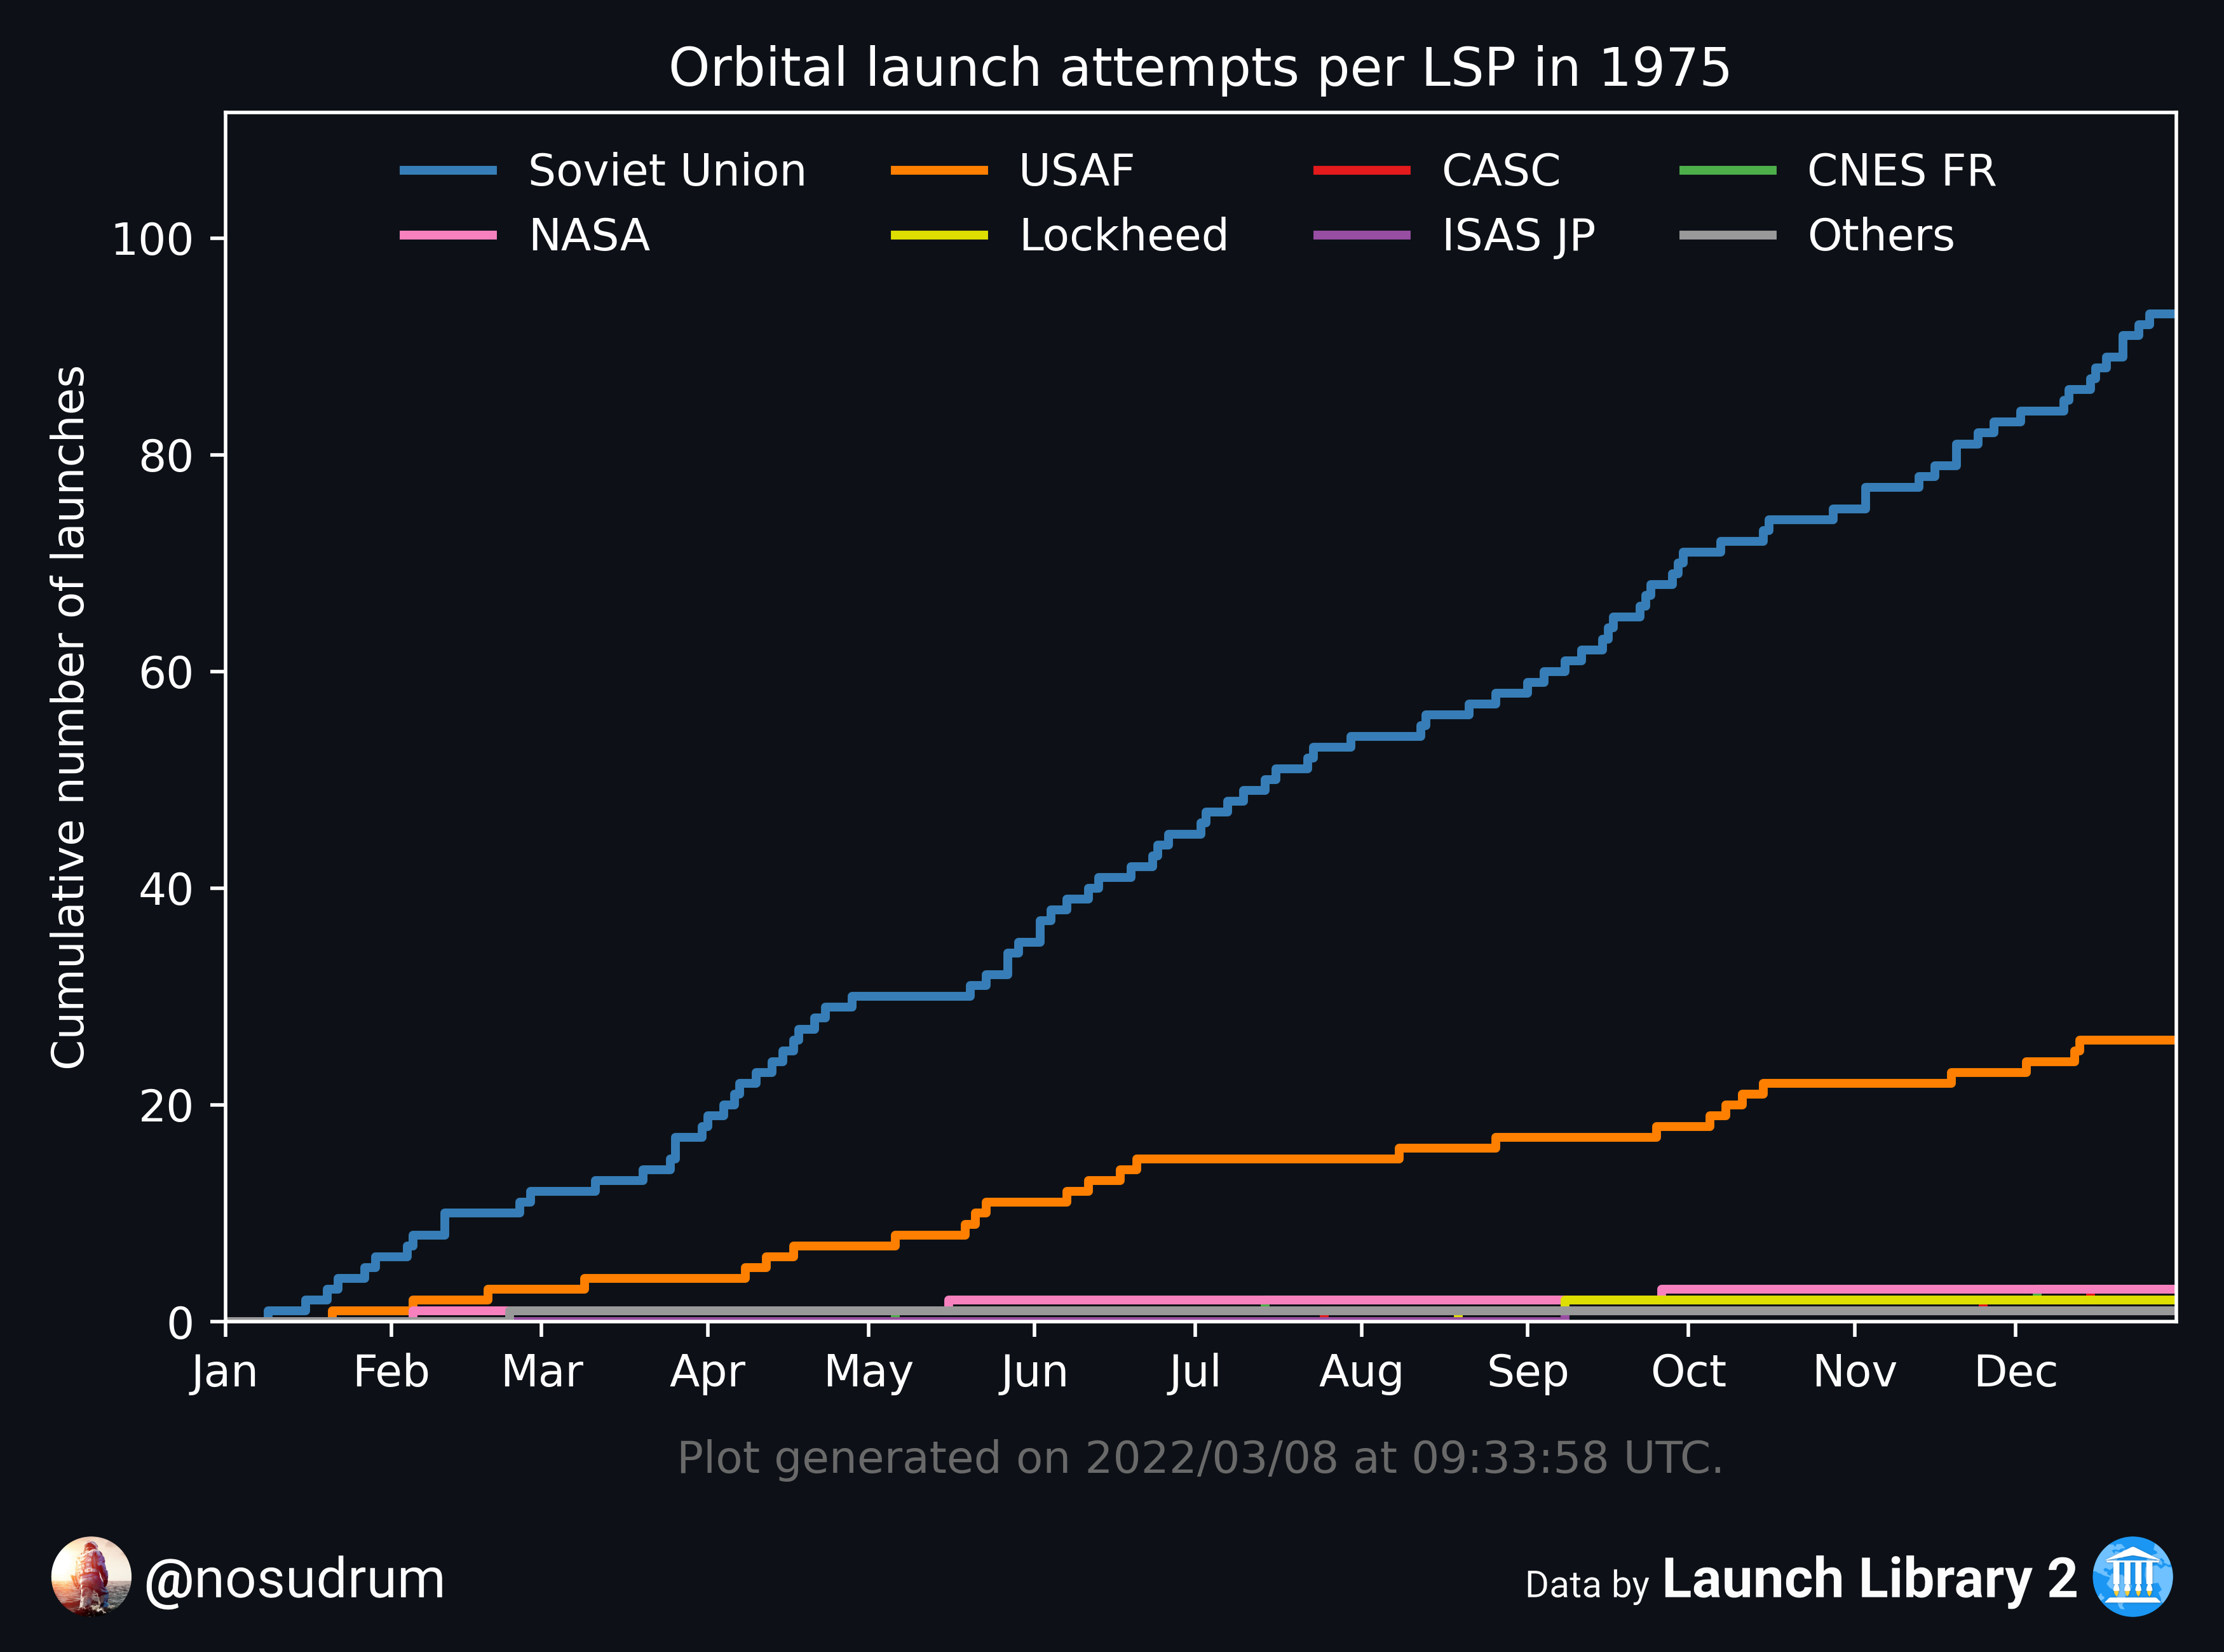 Orbital launch attempts per LSP in 1975
Soviet Union USAF CASC CNES FR
NASA Lockheed ISAS JP Others
Cumulative number of launches
100
80
60
40
20
0
Jan Feb Mar Apr May Jun Jul Aug Sep Oct Nov Dec
Plot generated on 2022/03/08 at 09:33:58 UTC.
@nosudrum
Data by Launch Library 2